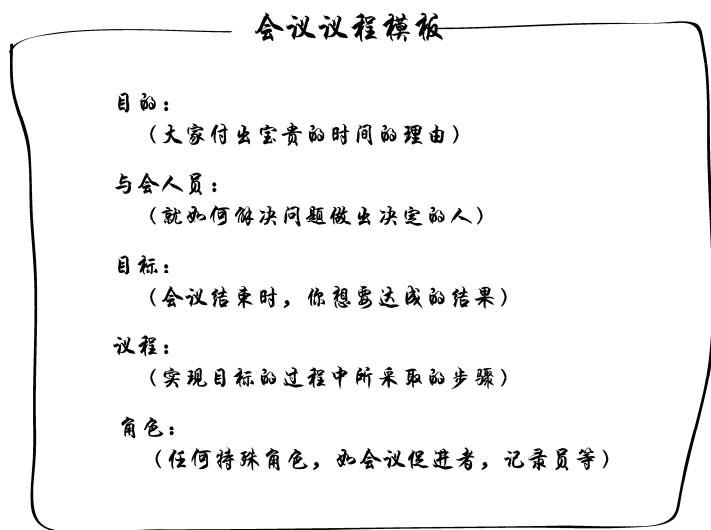 会议议程模板
目的：
（大家付出宝贵的时间的理由）
与会人员：
（就如何解决问题做出决定的人）
目标：
（会议结束时，你想要达成的结果）
议程：
（实现目标的过程中所采取的步骤）
角色：
（任何特殊角色，如会议促进者，记录员等）